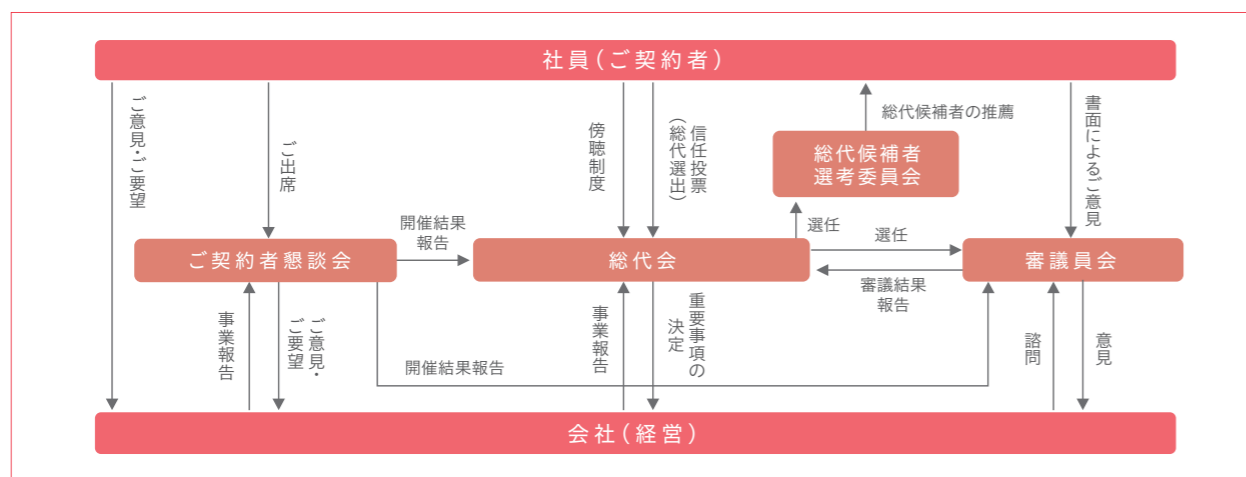 社員(ご契約者)
ご意見・ご要望
ご出席
傍聴制度
信任投票
(総代選出)
総代候補者の推薦
書面によるご意見
総代候補者
選考委員会
開催結果
報告
選任
選任
ご契約者懇談会
総代会
審議員会
審議結果
報告
事業報告
ご意見・
ご要望
開催結果報告
事業報告
重要事項の
決定
諮問
意見
会社(経営)